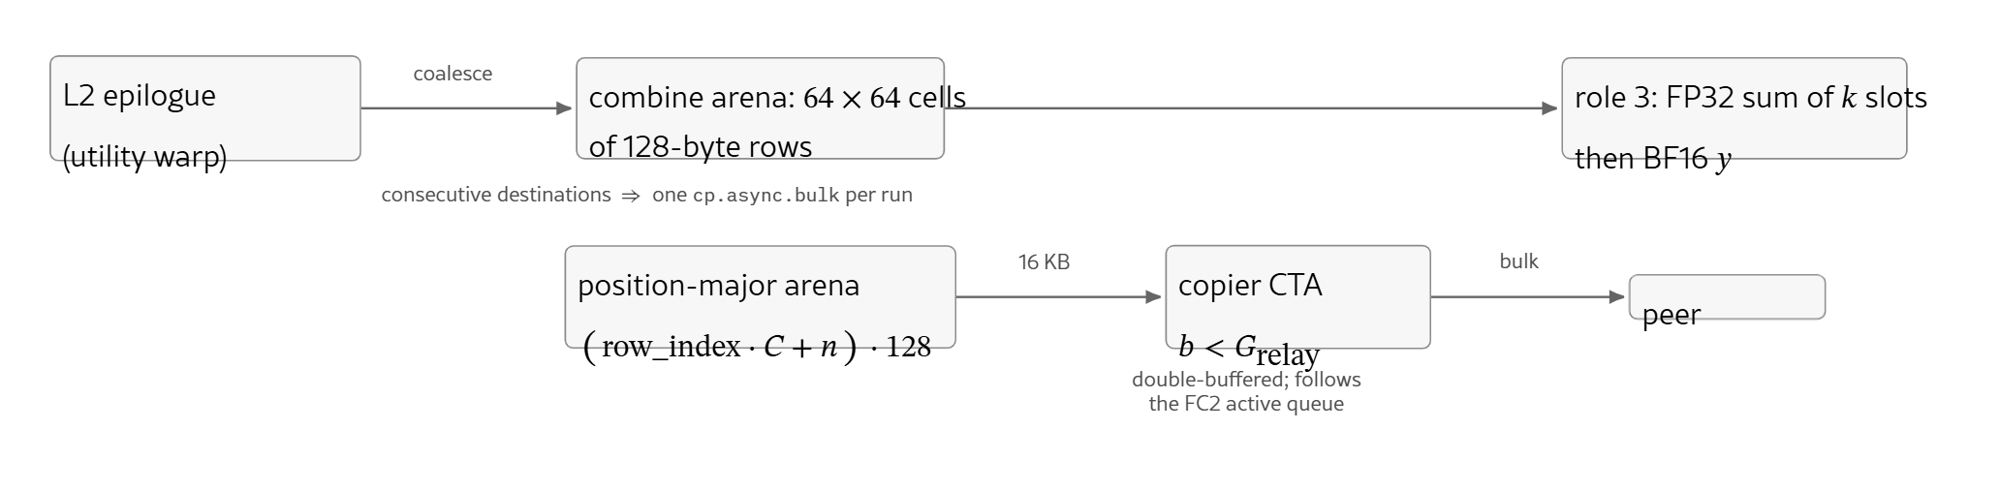 L2 epilogue
(utility warp)
coalesce
combine arena: 64 × 64 cells
of 128-byte rows
role 3: FP32 sum of k slots
then BF16 y
consecutive destinations ⇒ one cp.async.bulk per run
position-major arena
(row_index · C + n) · 128
16 KB
copier CTA
b < G_relay
bulk
peer
double-buffered; follows
the FC2 active queue